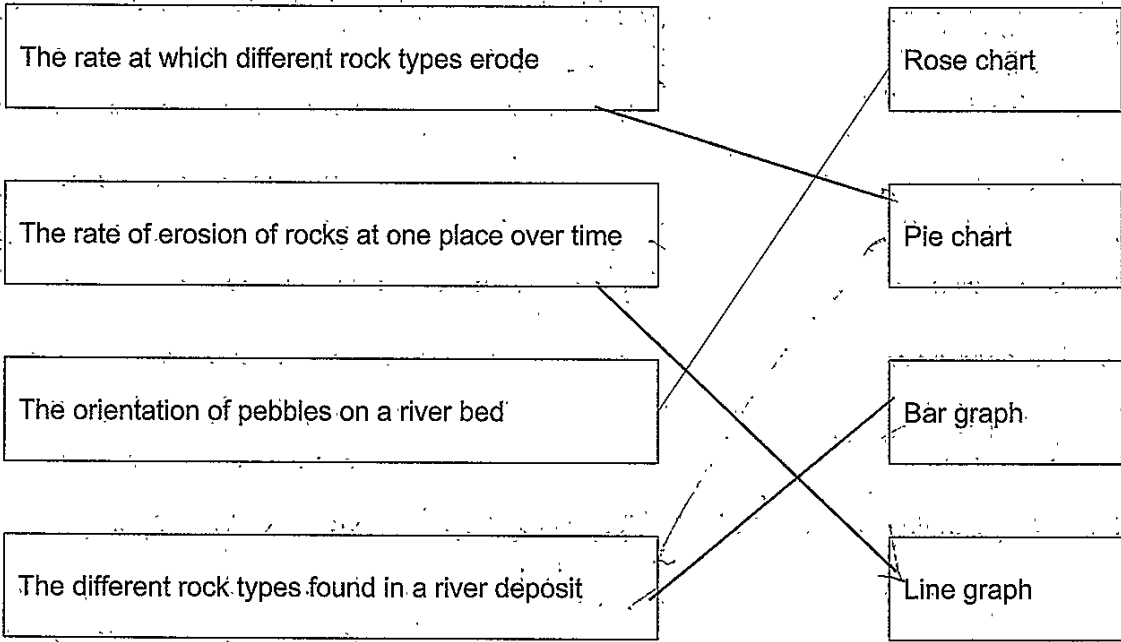 The rate at which different rock types erode
Rose chart
The rate of erosion of rocks at one place over time
Pie chart
The orientation of pebbles on a river bed
Bar graph
The different rock types found in a river deposit
Line graph